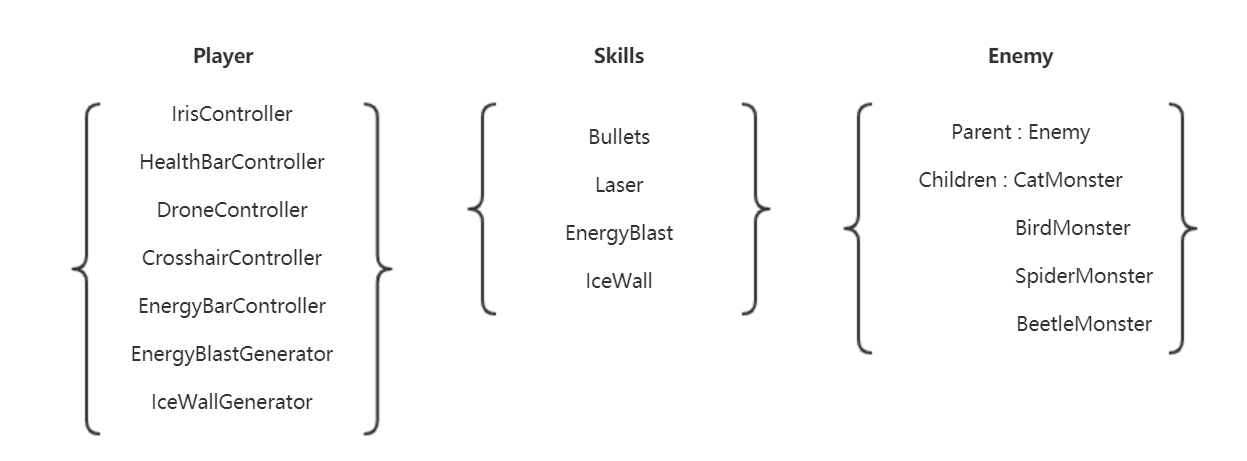 Player
IrisController
HealthBarController
DroneController
CrosshairController
EnergyBarController
EnergyBlastGenerator
IceWallGenerator
Skills
Bullets
Laser
EnergyBlast
IceWall
Enemy
Parent : Enemy
Children : CatMonster
BirdMonster
SpiderMonster
BeetleMonster